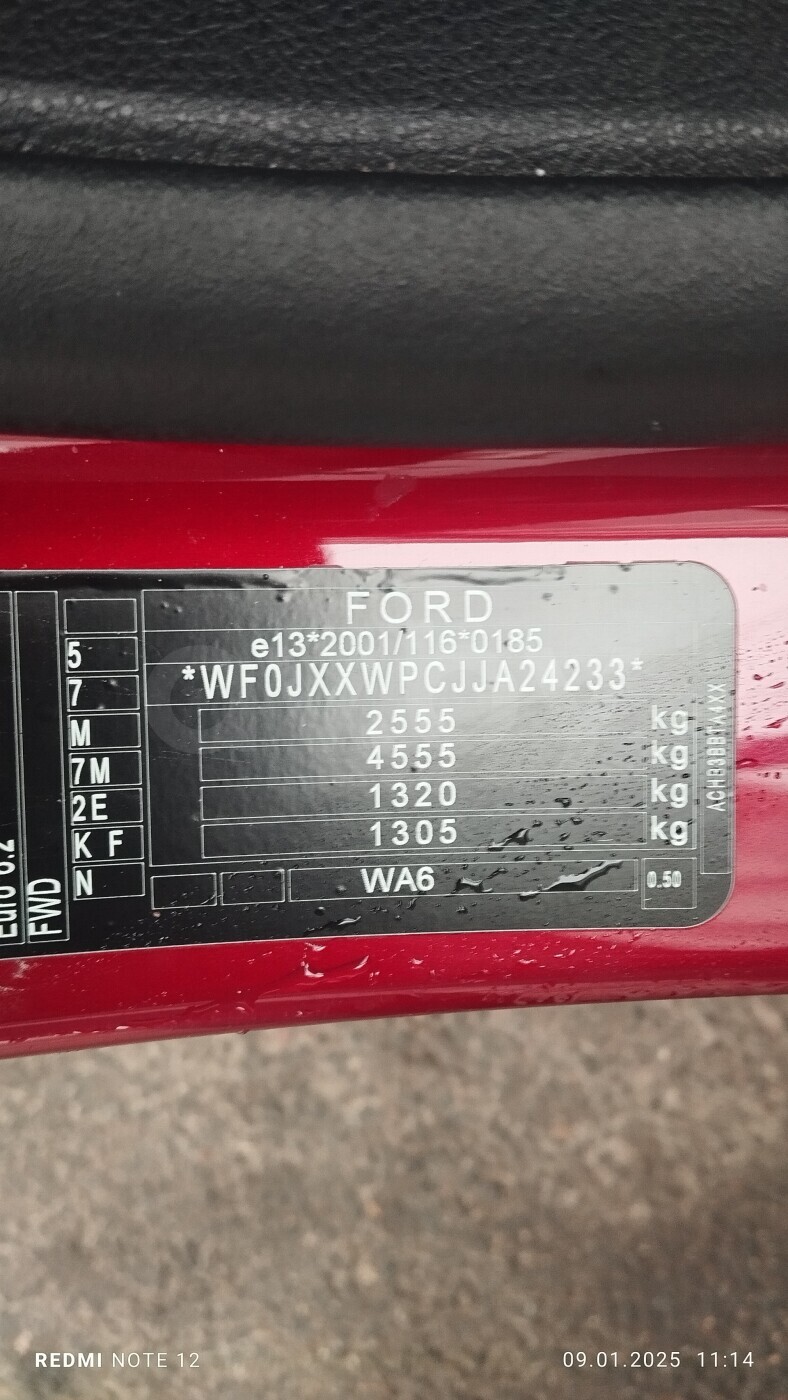 FORD
e13*2001/116*0185
*WF0JXXWPCJJA24233*
2555 kg
4555 kg
1320 kg
1305 kg
WA6
0.50
5
7
M
7M
2E
K F
N
FWD
REDMI NOTE 12
09.01.2025 11:14